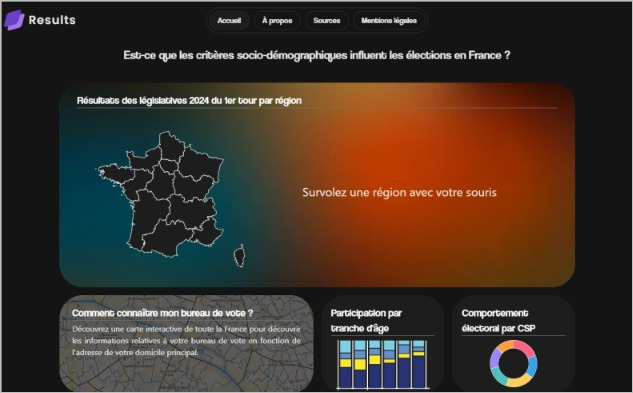 Results
Accueil
À propos
Sources
Mentions légales
Est-ce que les critères socio-démographiques influent les élections en France ?
Résultats des législatives 2024 du 1er tour par région
Survolez une région avec votre souris
Comment connaître mon bureau de vote ?
Découvrez une carte interactive de toute la France pour découvrir
les informations relatives à votre bureau de vote en fonction de
l'adresse de votre domicile principal.
Participation par
tranche d'âge
Comportement
électoral par CSP